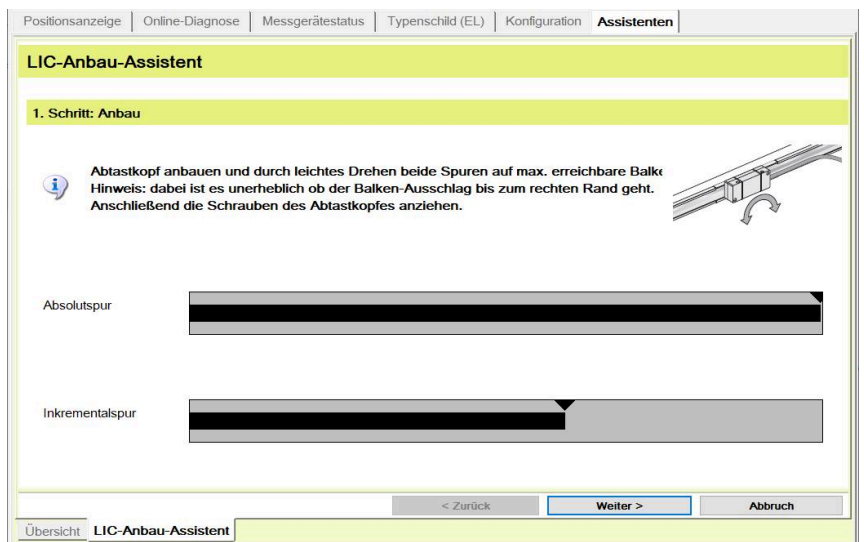 Positionsanzeige Online-Diagnose Messgerätestatus Typenschild (EL) Konfiguration Assistenten
LIC-Anbau-Assistent
1. Schritt: Anbau
Abtastkopf anbauen und durch leichtes Drehen beide Spuren auf max. erreichbare Balke
Hinweis: dabei ist es unerheblich ob der Balken-Ausschlag bis zum rechten Rand geht.
Anschließend die Schrauben des Abtastkopfes anziehen.
Absolutspur
Inkrementalspur
< Zurück Weiter > Abbruch
Übersicht LIC-Anbau-Assistent